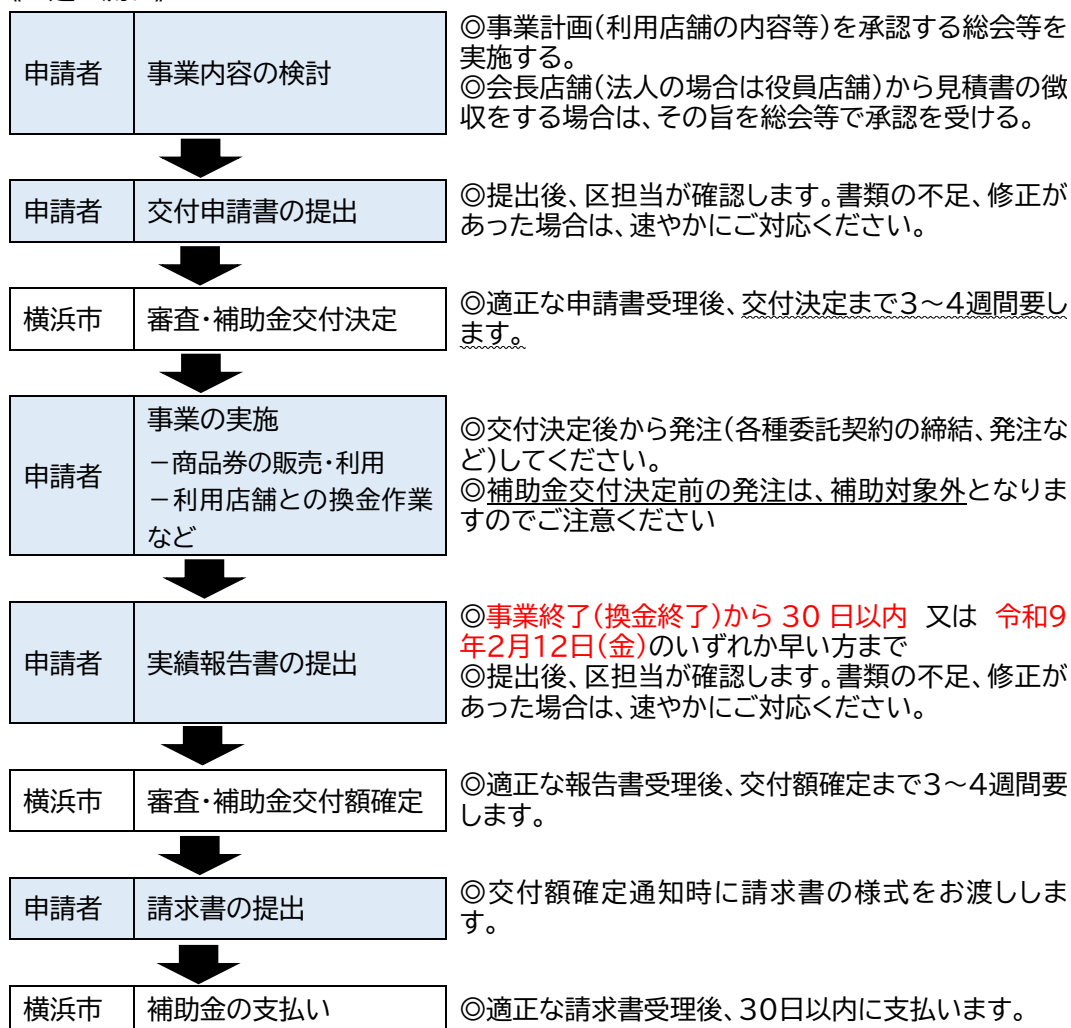 申請者 事業内容の検討
◎事業計画(利用店舗の内容等)を承認する総会等を
実施する。
◎会長店舗(法人の場合は役員店舗)から見積書の徴
収をする場合は、その旨を総会等で承認を受ける。
申請者 交付申請書の提出
◎提出後、区担当が確認します。書類の不足、修正が
あった場合は、速やかにご対応ください。
横浜市 審査・補助金交付決定
◎適正な申請書受理後、交付決定まで3～4週間要し
ます。
申請者
事業の実施
－商品券の販売・利用
－利用店舗との換金作業
など
◎交付決定後から発注(各種委託契約の締結、発注な
ど)してください。
◎補助金交付決定前の発注は、補助対象外となりま
すのでご注意ください
申請者 実績報告書の提出
◎事業終了(換金終了)から 30 日以内 又は 令和9
年2月12日(金)のいずれか早い方まで
◎提出後、区担当が確認します。書類の不足、修正が
あった場合は、速やかにご対応ください。
横浜市 審査・補助金交付額確定
◎適正な報告書受理後、交付額確定まで3～4週間要
します。
申請者 請求書の提出
◎交付額確定通知時に請求書の様式をお渡ししま
す。
横浜市 補助金の支払い
◎適正な請求書受理後、30日以内に支払います。